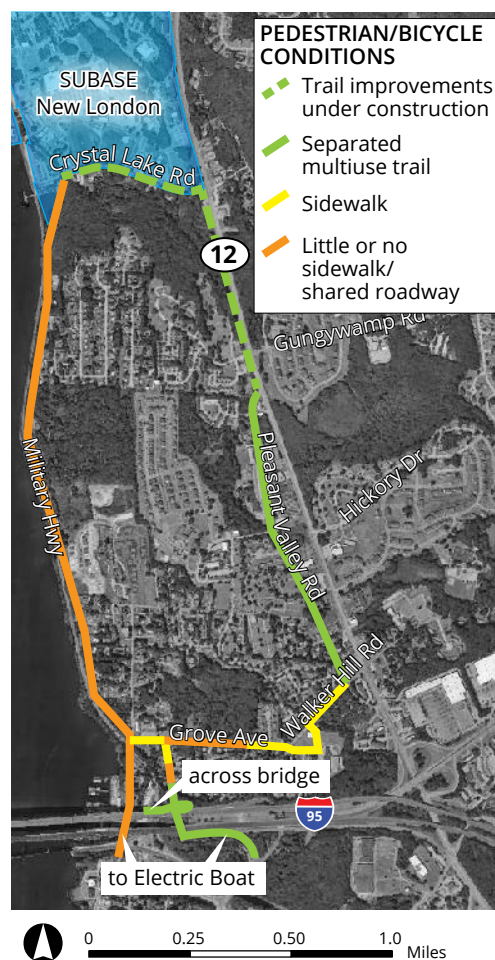 PEDESTRIAN/BICYCLE
CONDITIONS
Trail improvements
under construction
Separated
multiuse trail
Sidewalk
Little or no
sidewalk/
shared roadway
SUBASE
New London
Crystal Lake Rd
12
Gungywamp Rd
Pleasant Valley Rd
Hickory Dr
Military Hwy
Walker Hill Rd
Grove Ave
across bridge
95
to Electric Boat
0 0.25 0.50 1.0
Miles